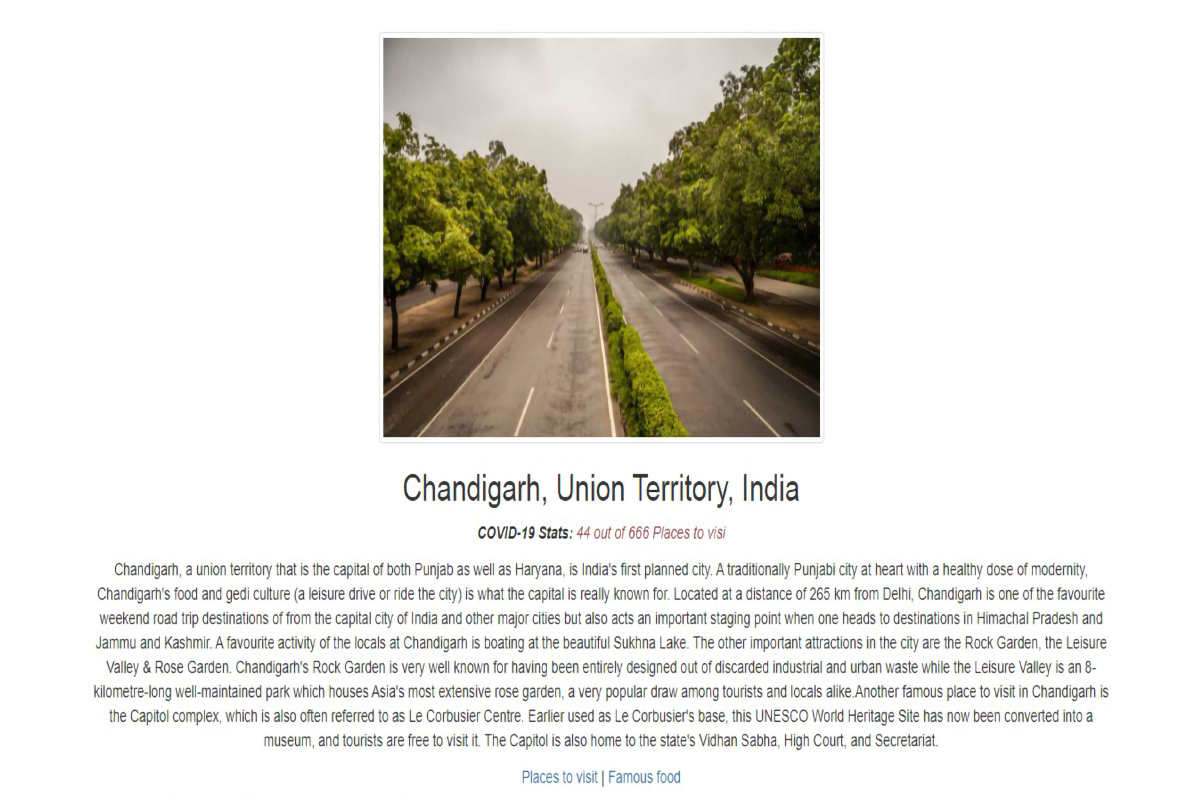 Chandigarh, Union Territory, India
COVID-19 Stats: 44 out of 666 Places to visi
Chandigarh, a union territory that is the capital of both Punjab as well as Haryana, is India's first planned city. A traditionally Punjabi city at heart with a healthy dose of modernity,
Chandigarh's food and gedi culture (a leisure drive or ride the city) is what the capital is really known for. Located at a distance of 265 km from Delhi, Chandigarh is one of the favourite
weekend road trip destinations of from the capital city of India and other major cities but also acts an important staging point when one heads to destinations in Himachal Pradesh and
Jammu and Kashmir. A favourite activity of the locals at Chandigarh is boating at the beautiful Sukhna Lake. The other important attractions in the city are the Rock Garden, the Leisure
Valley & Rose Garden. Chandigarh's Rock Garden is very well known for having been entirely designed out of discarded industrial and urban waste while the Leisure Valley is an 8-
kilometre-long well-maintained park which houses Asia's most extensive rose garden, a very popular draw among tourists and locals alike.Another famous place to visit in Chandigarh is
the Capitol complex, which is also often referred to as Le Corbusier Centre. Earlier used as Le Corbusier's base, this UNESCO World Heritage Site has now been converted into a
museum, and tourists are free to visit it. The Capitol is also home to the state's Vidhan Sabha, High Court, and Secretariat.
Places to visit | Famous food